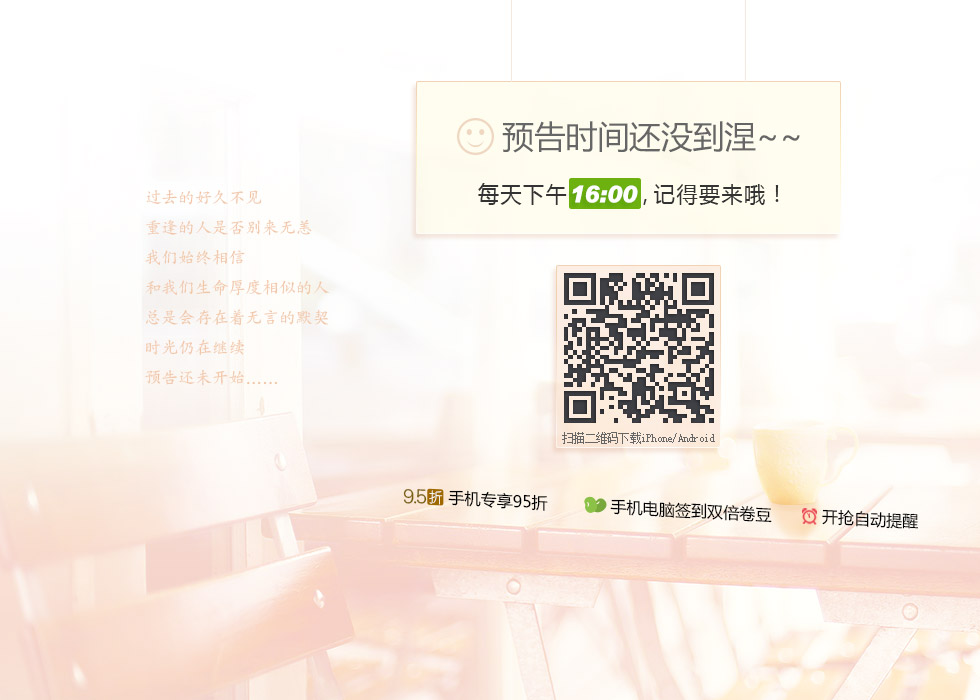 预告时间还没到涅~~
每天下午16:00,记得要来哦！
过去的好久不见
重逢的人是否别来无恙
我们始终相信
和我们生命厚度相似的人
总是会存在着无言的默契
时光仍在继续
预告还未开始……
扫描二维码下载iPhone/Android
9.5折 手机专享95折
手机电脑签到双倍卷豆
开抢自动提醒